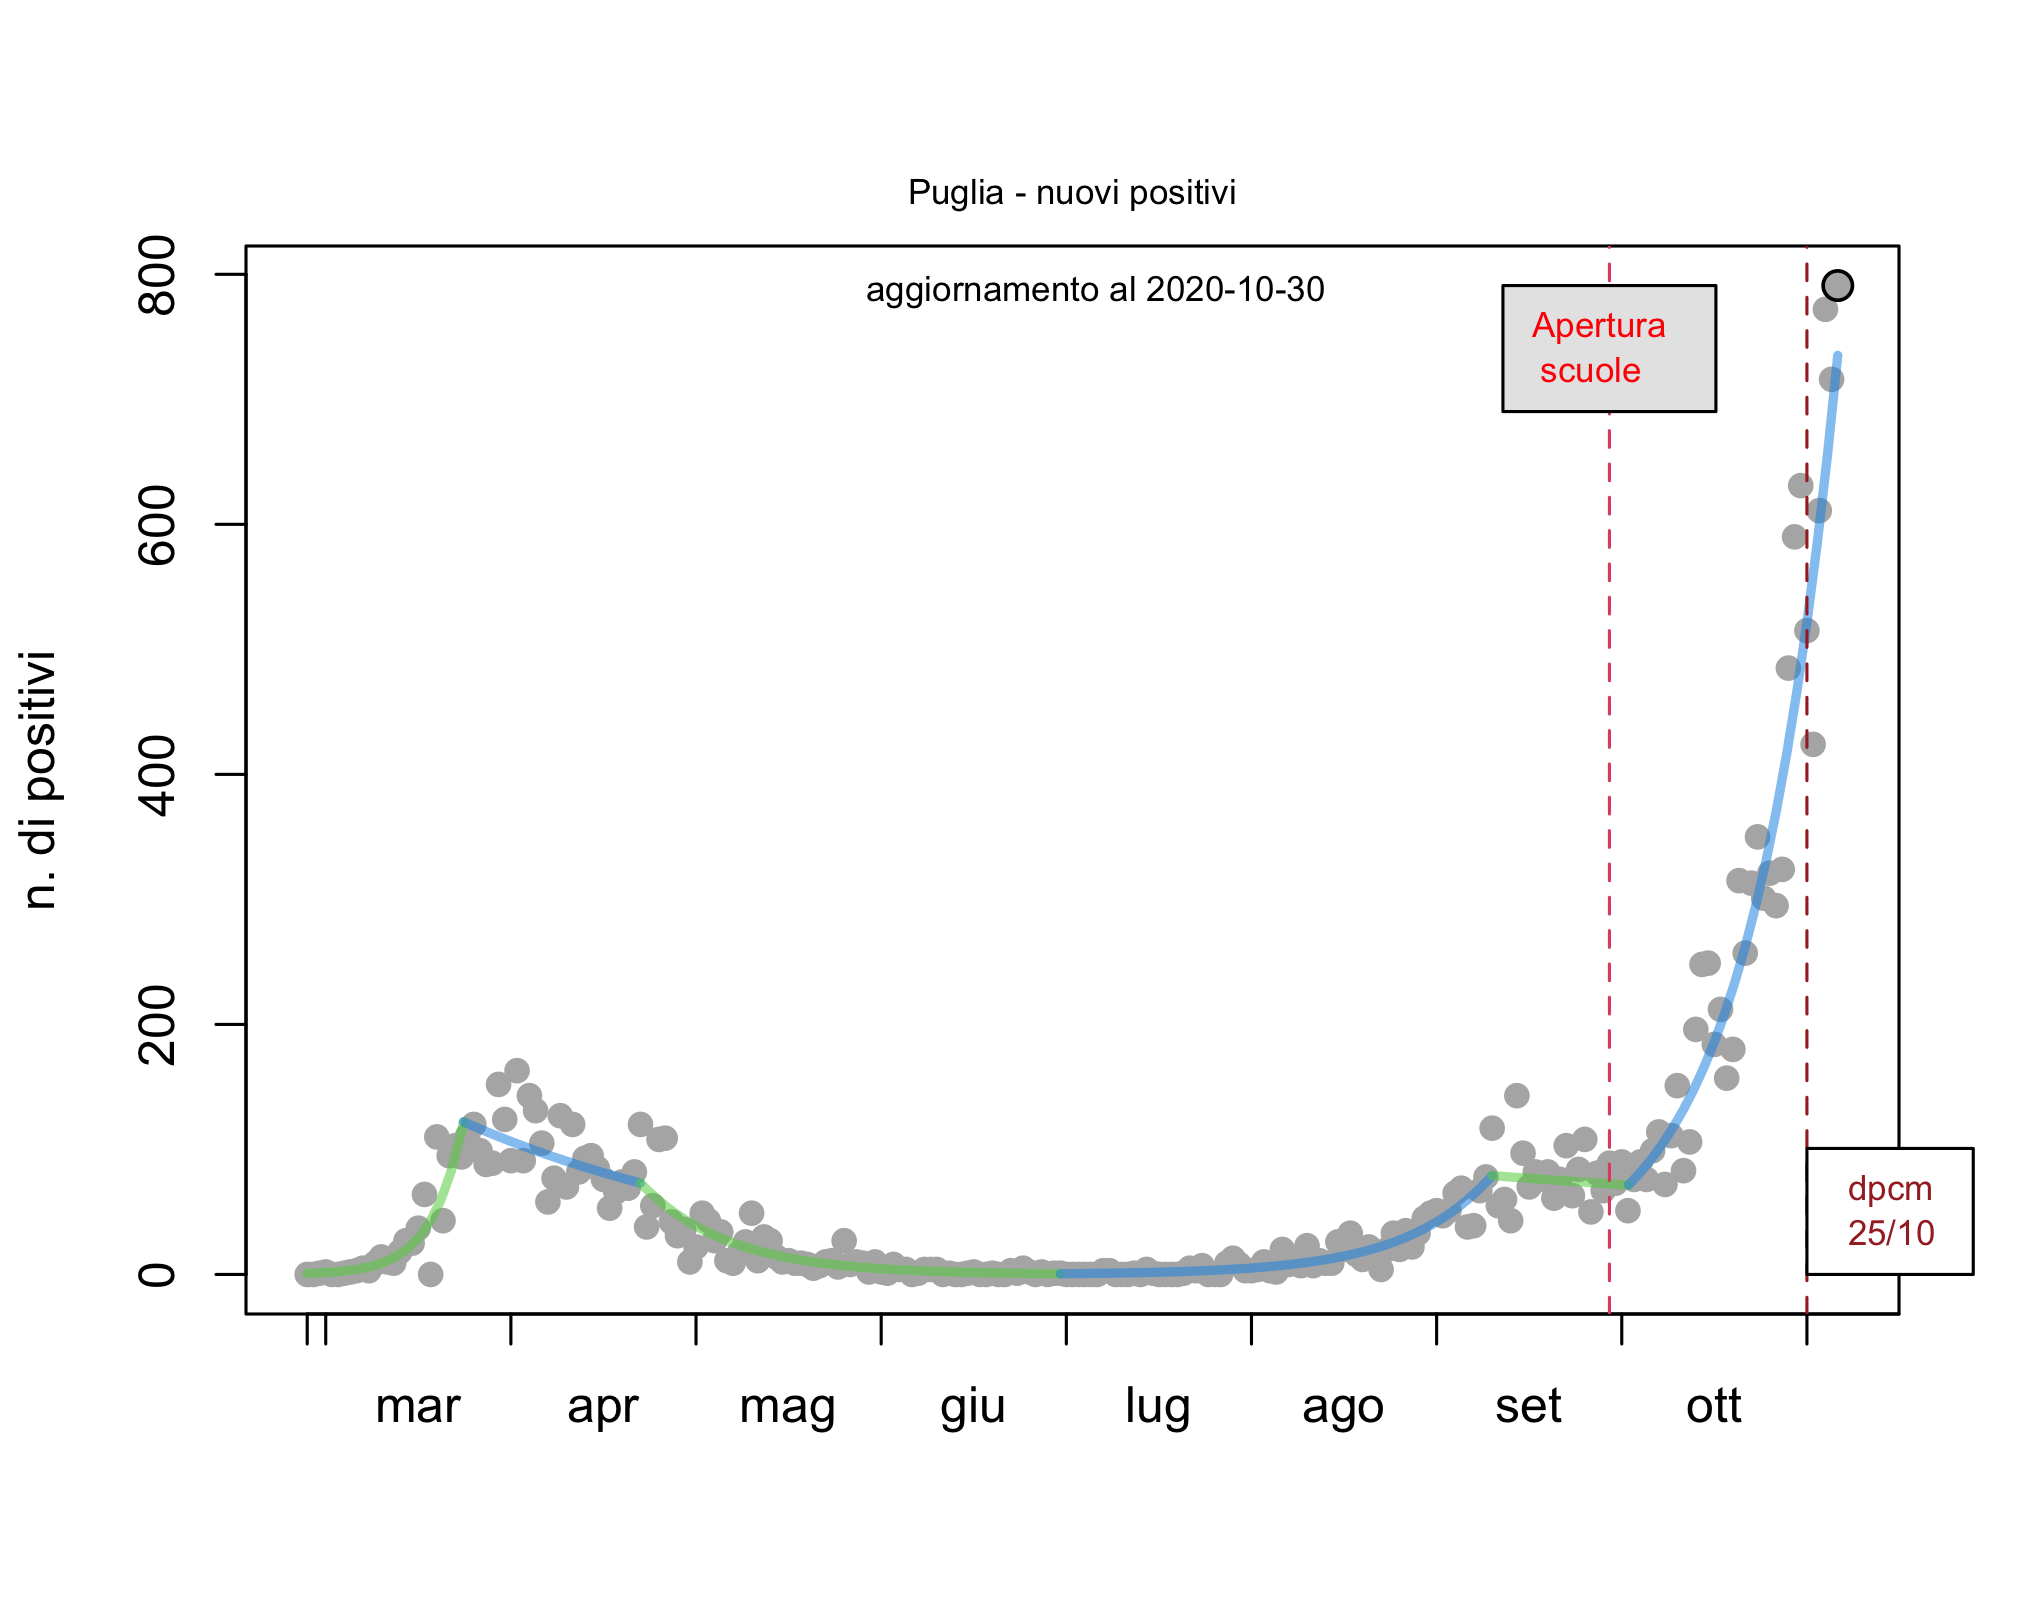 Puglia - nuovi positivi
aggiornamento al 2020-10-30
Apertura
scuole
n. di positivi
800
600
400
200
0
dpcm
25/10
mar apr mag giu lug ago set ott